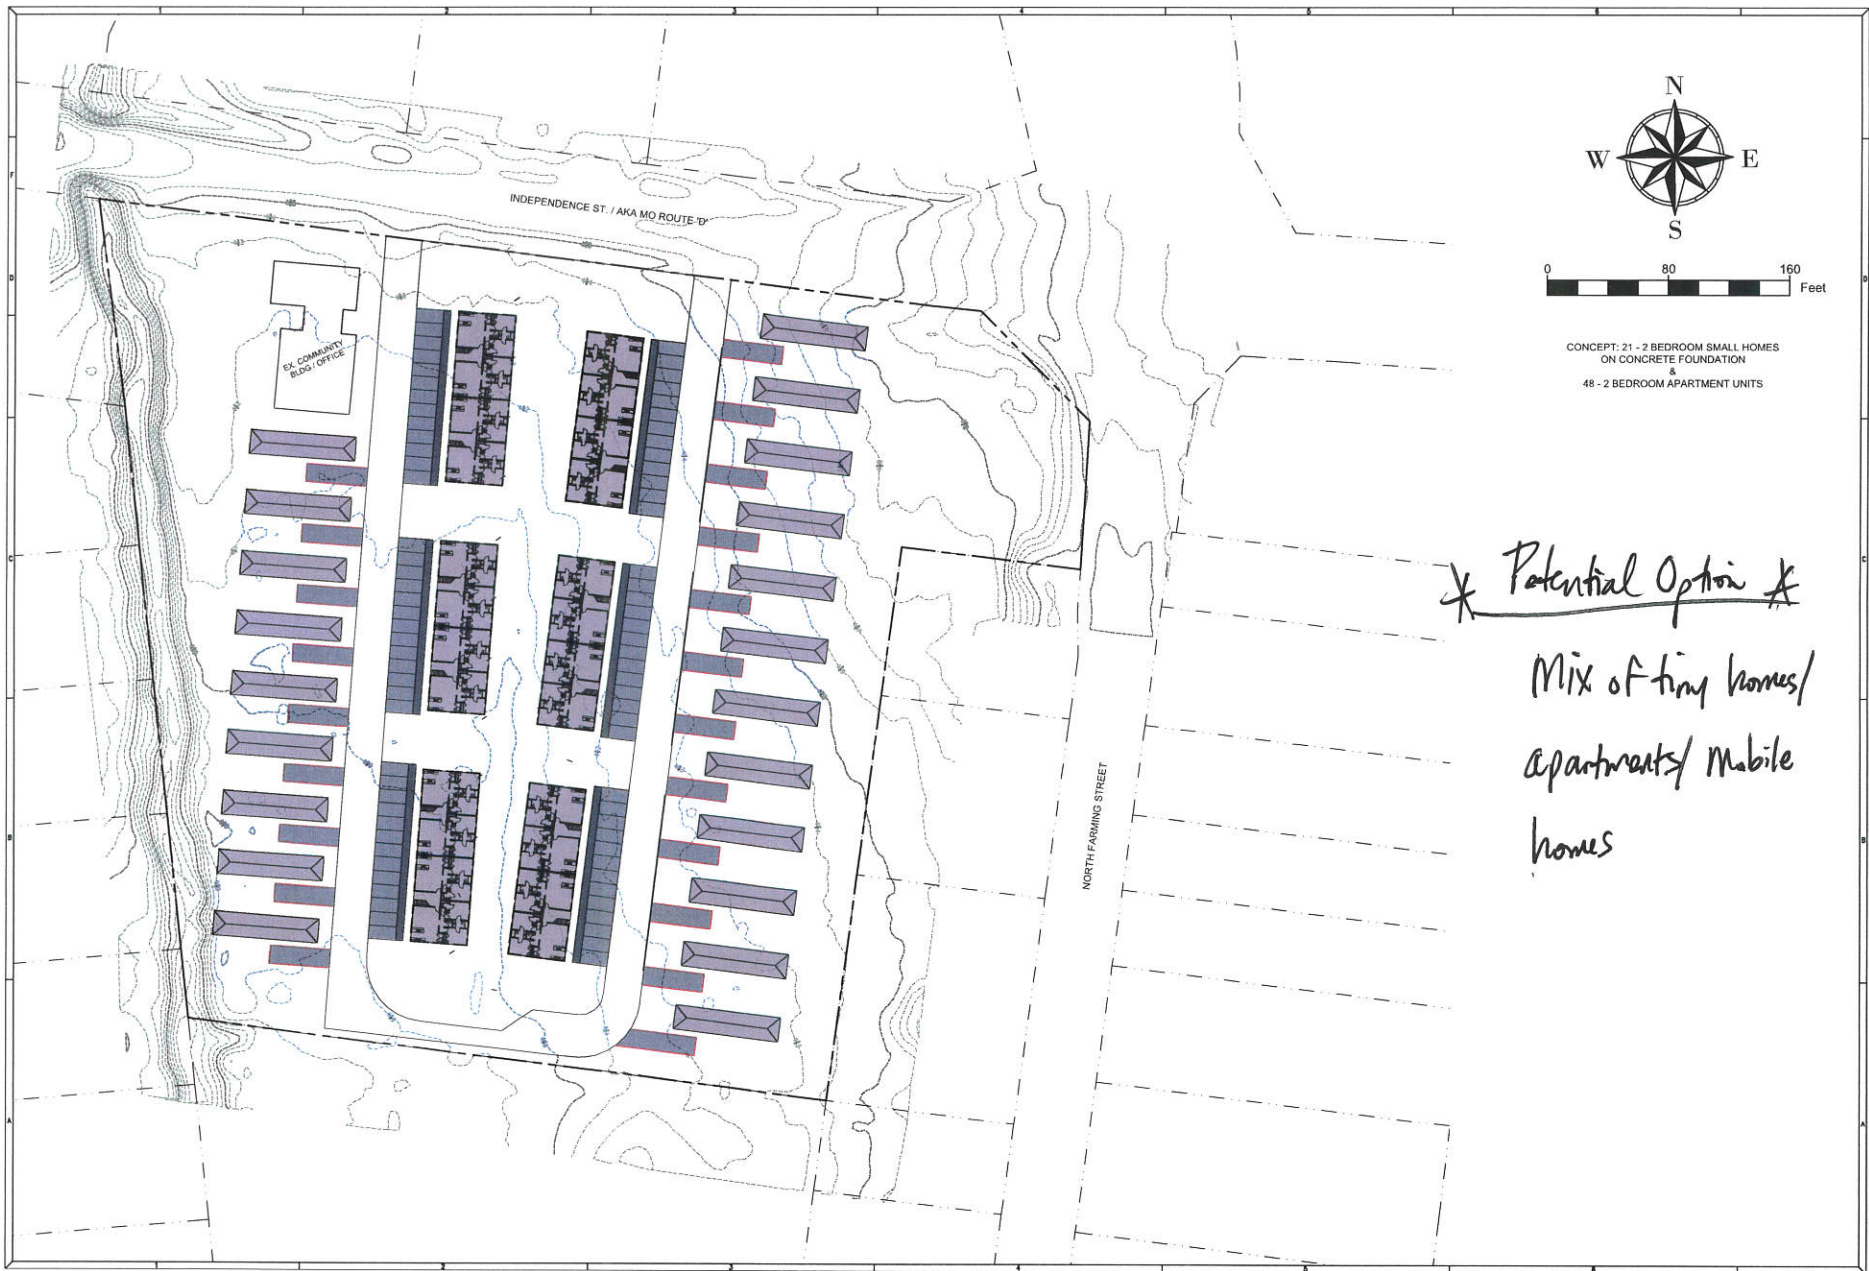 N
W E
S
0 80 160
Feet
CONCEPT: 21 - 2 BEDROOM SMALL HOMES
ON CONCRETE FOUNDATION
&
48 - 2 BEDROOM APARTMENT UNITS
INDEPENDENCE ST. / AKA MO ROUTE 'D'
EX. COMMUNITY
BLDG / OFFICE
NORTH FARMING STREET
* Potential Option *
Mix of tiny homes/
apartments/ Mobile
homes